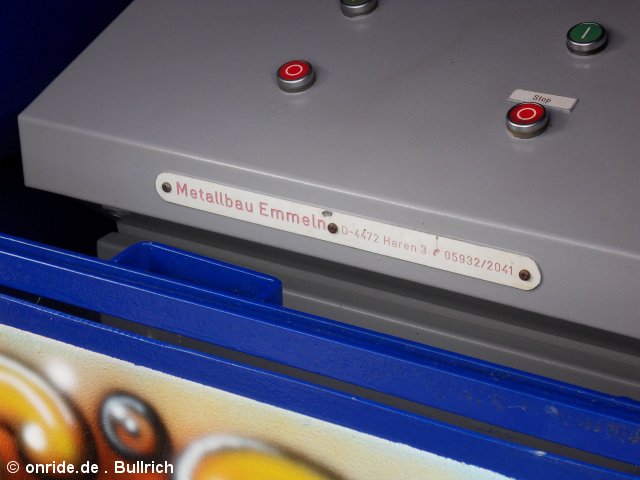 Stop
Metallbau Emmeln D-4472 Haren 3 05932/2041
© onride.de . Bullrich